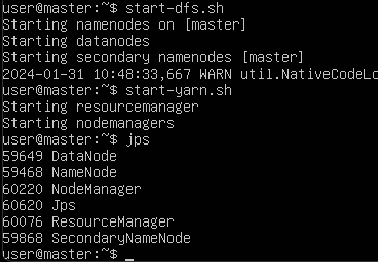 user@master:~$ start-dfs.sh
Starting namenodes on [master]
Starting datanodes
Starting secondary namenodes [master]
2024-01-31 10:48:33,667 WARN util.NativeCodeLo
user@master:~$ start-yarn.sh
Starting resourcemanager
Starting nodemanagers
user@master:~$ jps
59649 DataNode
59468 NameNode
60220 NodeManager
60620 Jps
60076 ResourceManager
59868 SecondaryNameNode
user@master:~$ _